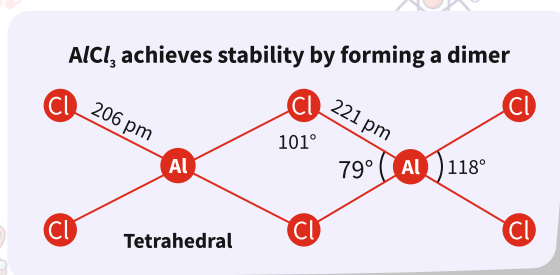 AlCl₃ achieves stability by forming a dimer
Cl 206 pm Cl 221 pm Cl
101°
Al 79° Al 118°
Cl Cl Cl
Tetrahedral